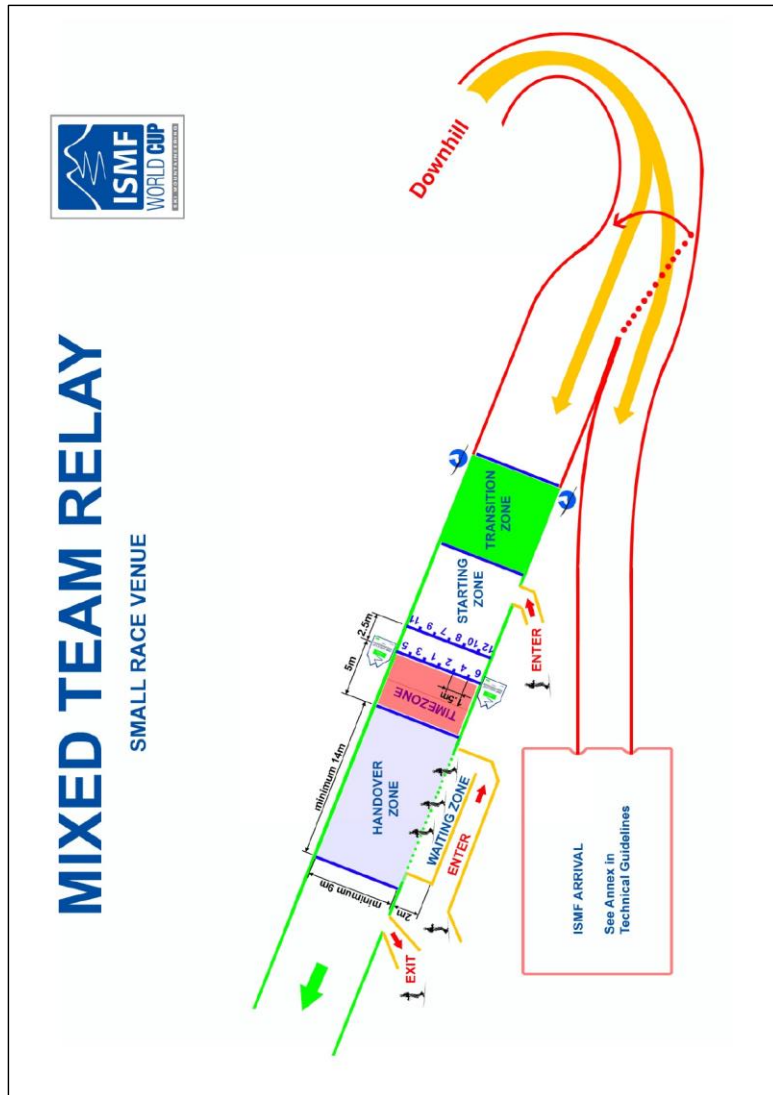 MIXED TEAM RELAY
SMALL RACE VENUE
ISMF
WORLD CUP
SKI MOUNTAINEERING
Downhill
TRANSITION
ZONE
STARTING
ZONE
ENTER
2.5m
5m
11
9
7
8
10
12
5
3
1
2
4
6
1.5m
TIMEZONE
minimum 14m
HANDOVER
ZONE
WAITING ZONE
ENTER
minimum 9m
2m
EXIT
ISMF ARRIVAL
See Annex in
Technical Guidelines